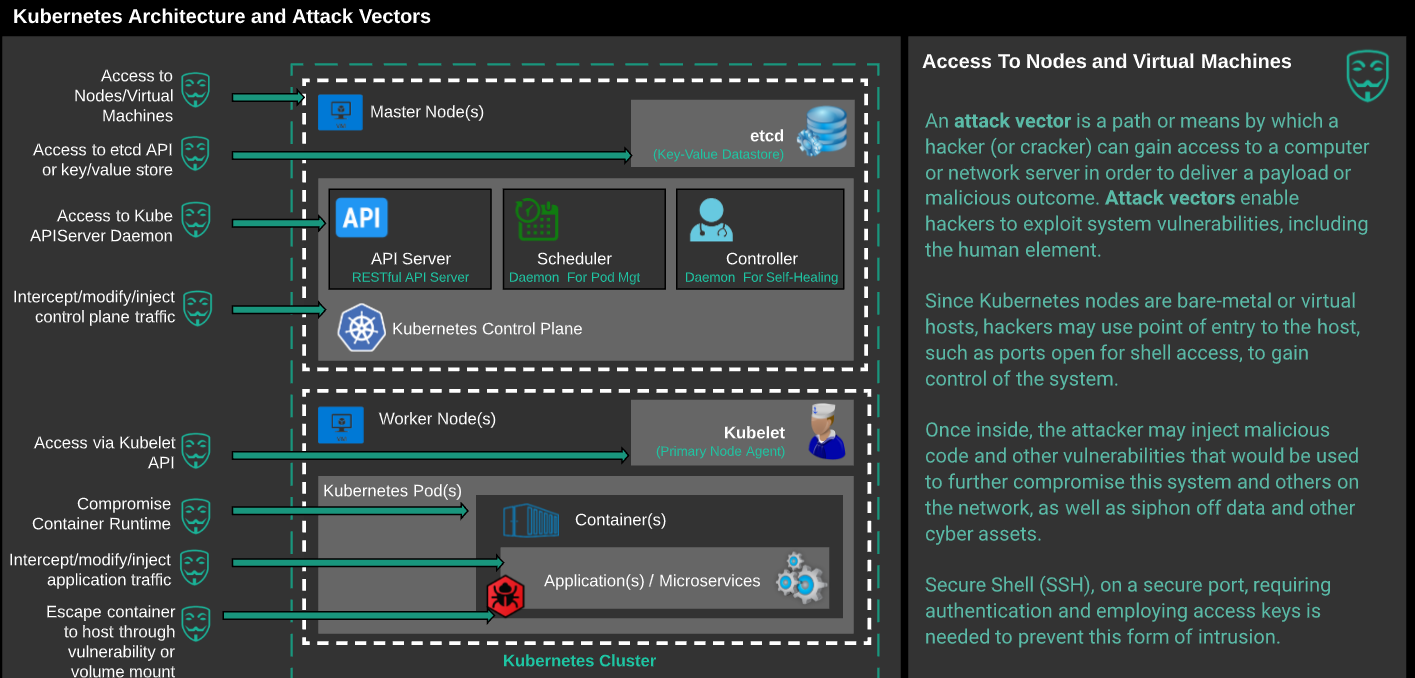 Kubernetes Architecture and Attack Vectors
Access to
Nodes/Virtual
Machines
Access to etcd API
or key/value store
Access to Kube
APIServer Daemon
Intercept/modify/inject
control plane traffic
Access via Kubelet
API
Compromise
Container Runtime
Intercept/modify/inject
application traffic
Escape container
to host through
vulnerability or
volume mount
Master Node(s)
etcd
(Key-Value Datastore)
API
API Server
RESTful API Server
Scheduler
Daemon For Pod Mgt
Controller
Daemon For Self-Healing
Kubernetes Control Plane
Worker Node(s)
Kubelet
(Primary Node Agent)
Kubernetes Pod(s)
Container(s)
Application(s) / Microservices
Kubernetes Cluster
Access To Nodes and Virtual Machines
An attack vector is a path or means by which a
hacker (or cracker) can gain access to a computer
or network server in order to deliver a payload or
malicious outcome. Attack vectors enable
hackers to exploit system vulnerabilities, including
the human element.
Since Kubernetes nodes are bare-metal or virtual
hosts, hackers may use point of entry to the host,
such as ports open for shell access, to gain
control of the system.
Once inside, the attacker may inject malicious
code and other vulnerabilities that would be used
to further compromise this system and others on
the network, as well as siphon off data and other
cyber assets.
Secure Shell (SSH), on a secure port, requiring
authentication and employing access keys is
needed to prevent this form of intrusion.